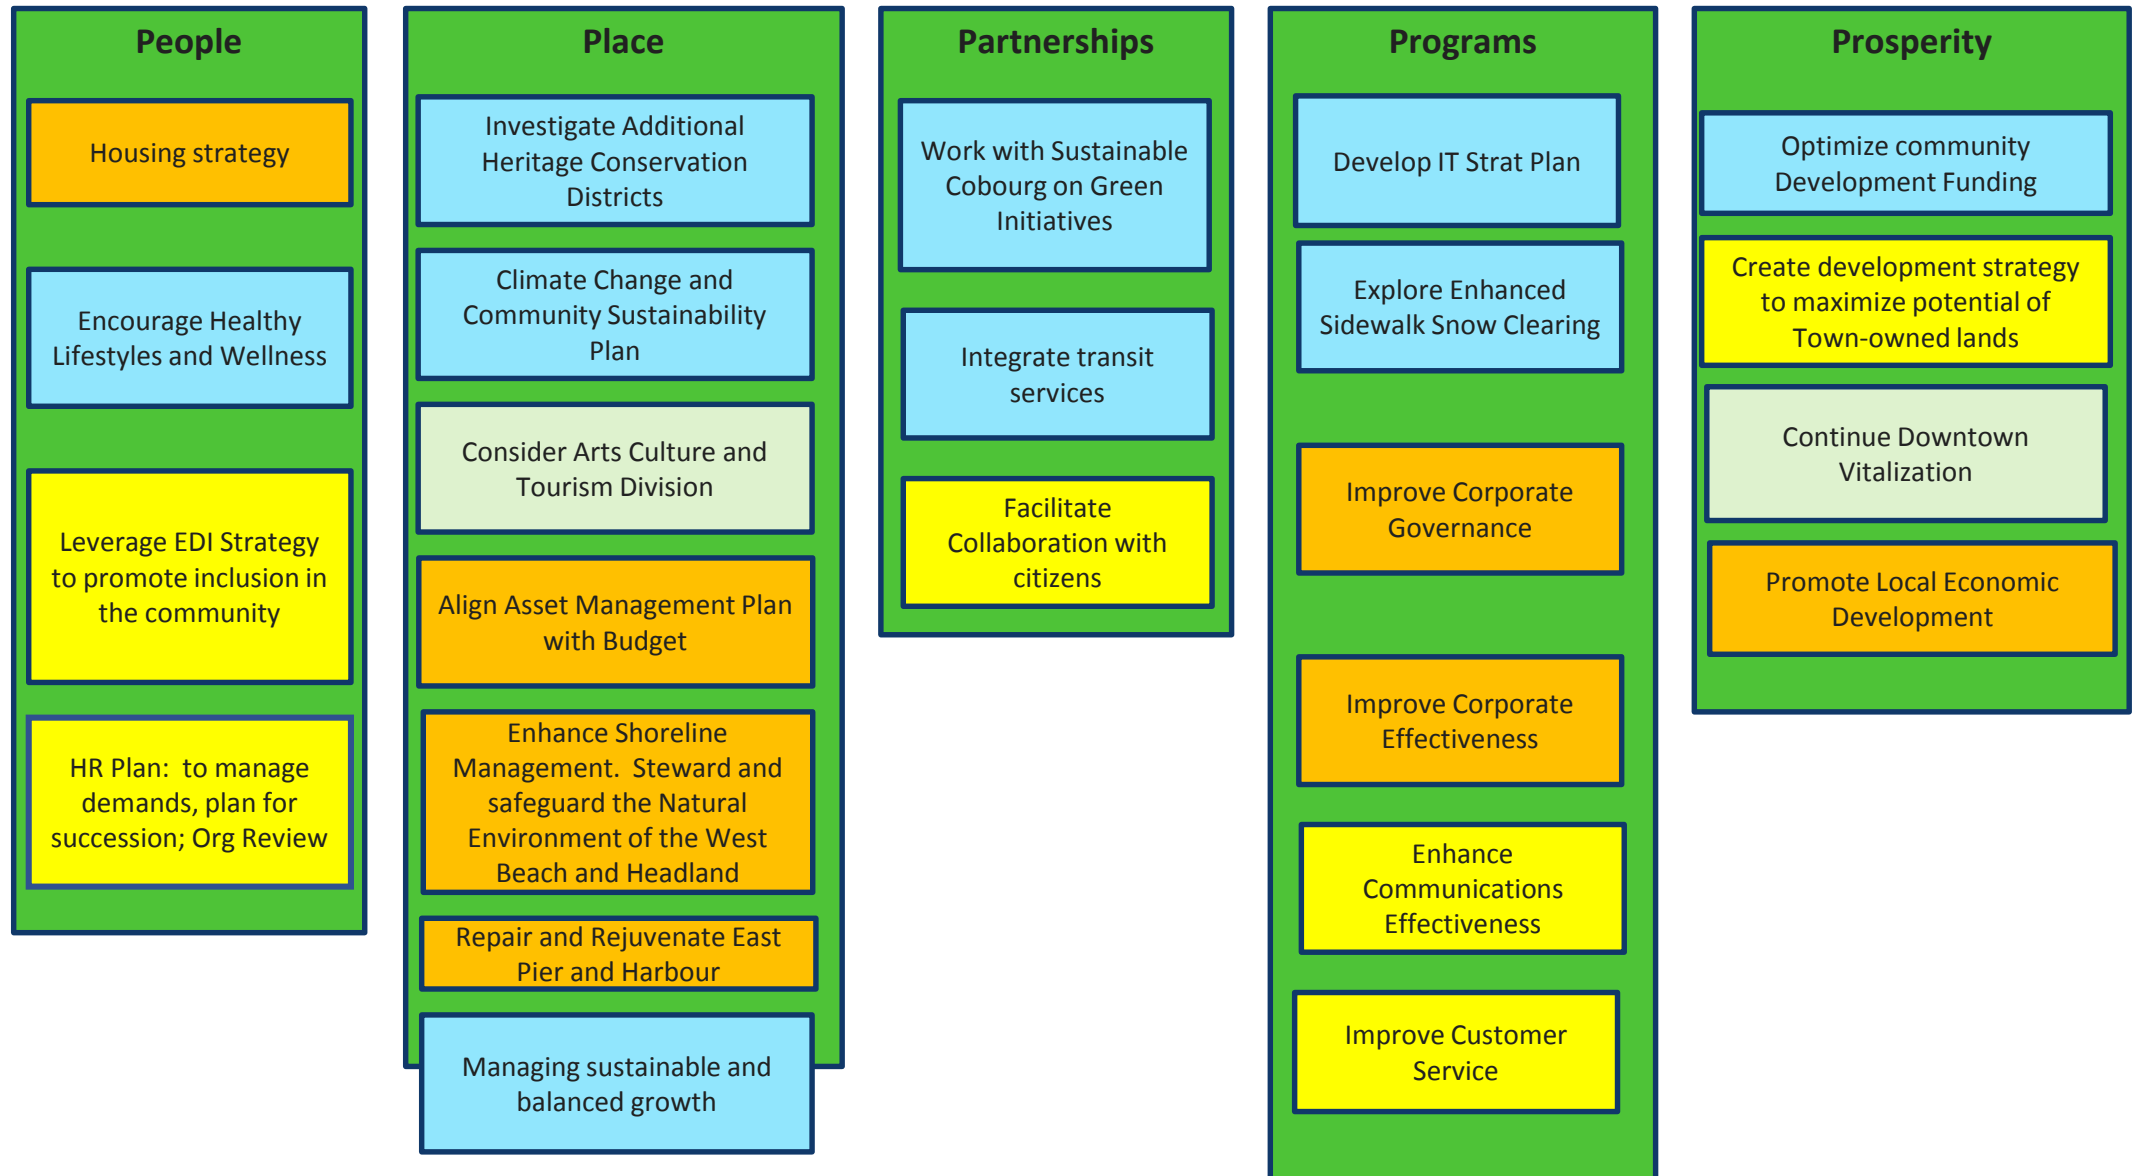 People
Housing strategy
Encourage Healthy
Lifestyles and Wellness
Leverage EDI Strategy
to promote inclusion in
the community
HR Plan:  to manage
demands, plan for
succession; Org Review
Place
Investigate Additional
Heritage Conservation
Districts
Climate Change and
Community Sustainability
Plan
Consider Arts Culture and
Tourism Division
Align Asset Management Plan
with Budget
Enhance Shoreline
Management.  Steward and
safeguard the Natural
Environment of the West
Beach and Headland
Repair and Rejuvenate East
Pier and Harbour
Managing sustainable and
balanced growth
Partnerships
Work with Sustainable
Cobourg on Green
Initiatives
Integrate transit
services
Facilitate
Collaboration with
citizens
Programs
Develop IT Strat Plan
Explore Enhanced
Sidewalk Snow Clearing
Improve Corporate
Governance
Improve Corporate
Effectiveness
Enhance
Communications
Effectiveness
Improve Customer
Service
Prosperity
Optimize community
Development Funding
Create development strategy
to maximize potential of
Town-owned lands
Continue Downtown
Vitalization
Promote Local Economic
Development